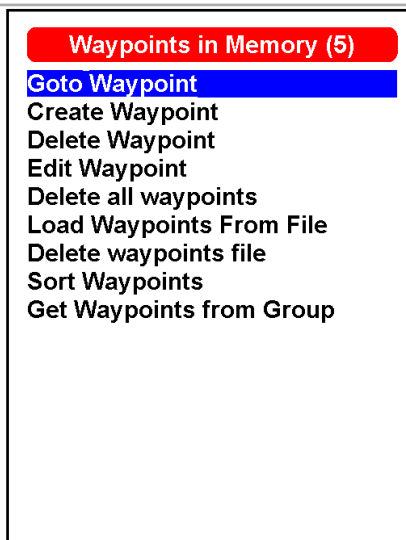 Waypoints in Memory (5)
Goto Waypoint
Create Waypoint
Delete Waypoint
Edit Waypoint
Delete all waypoints
Load Waypoints From File
Delete waypoints file
Sort Waypoints
Get Waypoints from Group